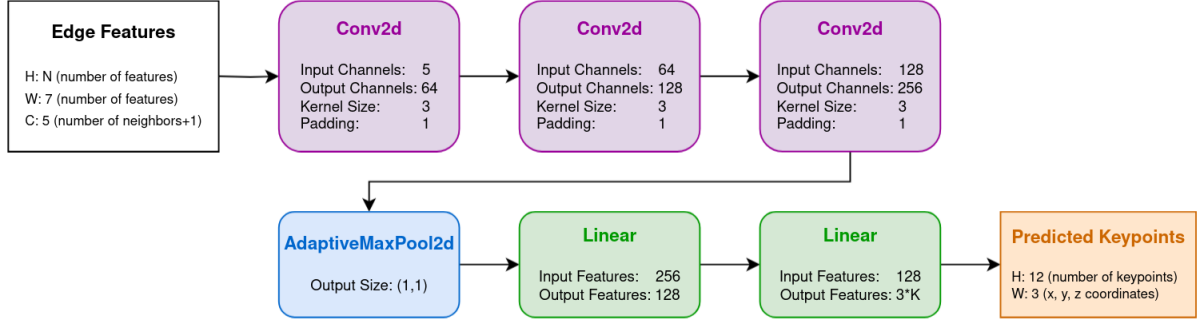 Edge Features
H: N (number of features)
W: 7 (number of features)
C: 5 (number of neighbors+1)
Conv2d
Input Channels: 5
Output Channels: 64
Kernel Size: 3
Padding: 1
Conv2d
Input Channels: 64
Output Channels: 128
Kernel Size: 3
Padding: 1
Conv2d
Input Channels: 128
Output Channels: 256
Kernel Size: 3
Padding: 1
AdaptiveMaxPool2d
Output Size: (1,1)
Linear
Input Features: 256
Output Features: 128
Linear
Input Features: 128
Output Features: 3*K
Predicted Keypoints
H: 12 (number of keypoints)
W: 3 (x, y, z coordinates)